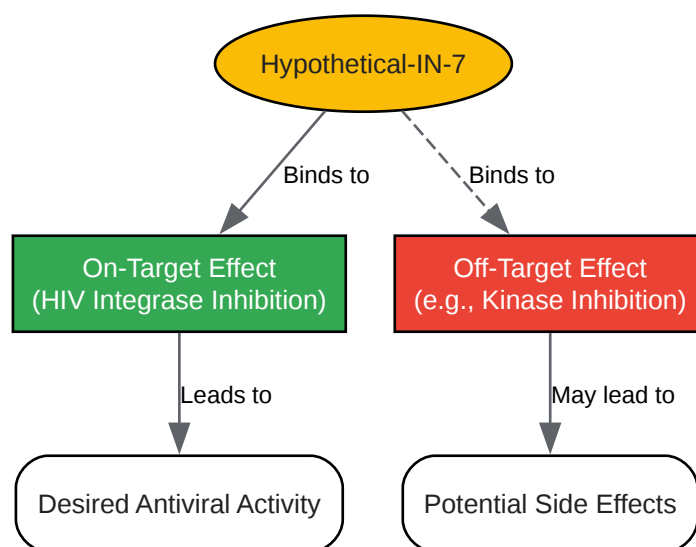 Hypothetical-IN-7
Binds to
Binds to
On-Target Effect
(HIV Integrase Inhibition)
Off-Target Effect
(e.g., Kinase Inhibition)
Leads to
May lead to
Desired Antiviral Activity
Potential Side Effects